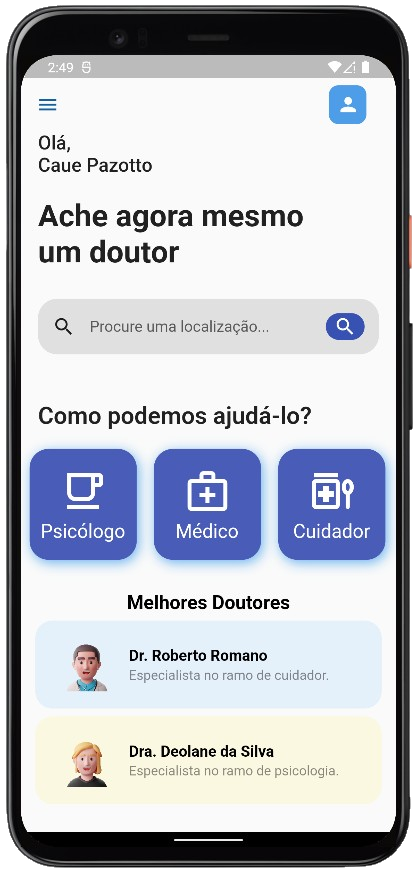 2:49
Olá,
Caue Pazotto
Ache agora mesmo
um doutor
Procure uma localização...
Como podemos ajudá-lo?
Psicólogo Médico Cuidador
Melhores Doutores
Dr. Roberto Romano
Especialista no ramo de cuidador.
Dra. Deolane da Silva
Especialista no ramo de psicologia.